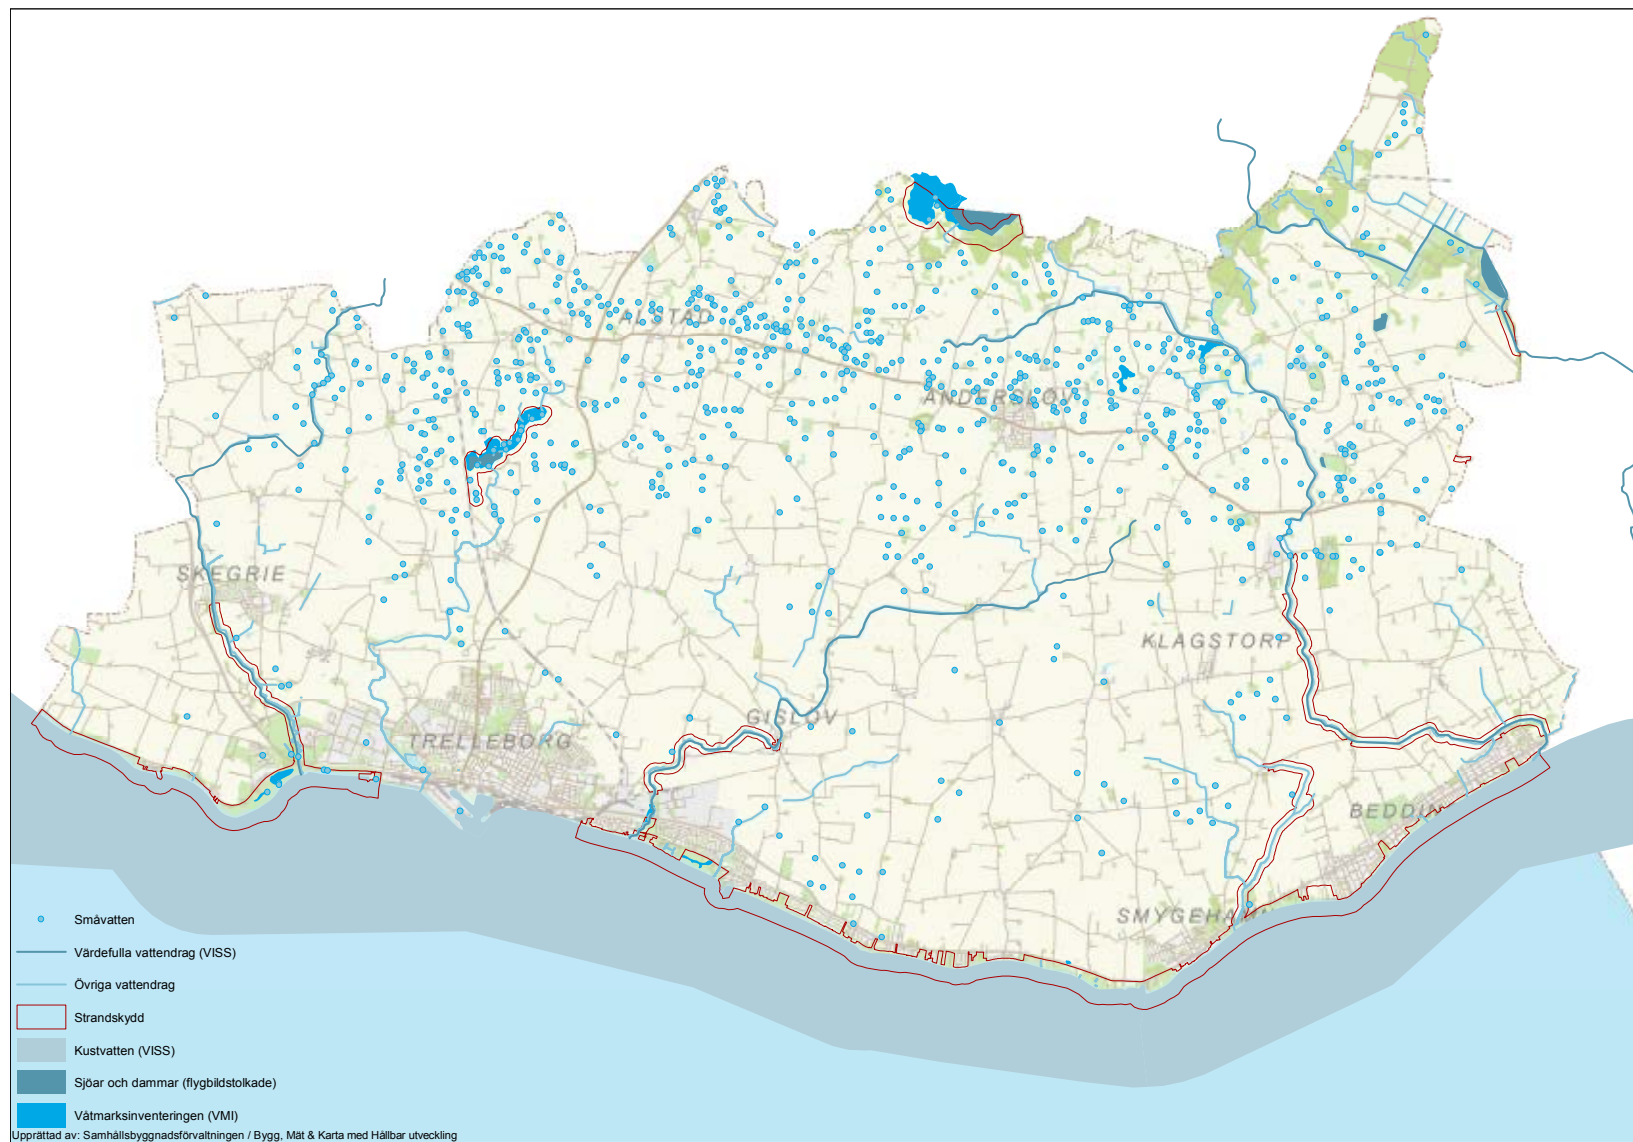 ALSTAD
ANDERSLÖV
SKEGRIE
KLAGSTORP
GISLÖV
TRELLEBORG
BEDDIN
SMYGEHAMN
Småvatten
Värdefulla vattendrag (VISS)
Övriga vattendrag
Strandskydd
Kustvatten (VISS)
Sjöar och dammar (flygbildstolkade)
Våtmarksinventeringen (VMI)
Upprättad av: Samhällsbyggnadsförvaltningen / Bygg, Mät & Karta med Hållbar utveckling